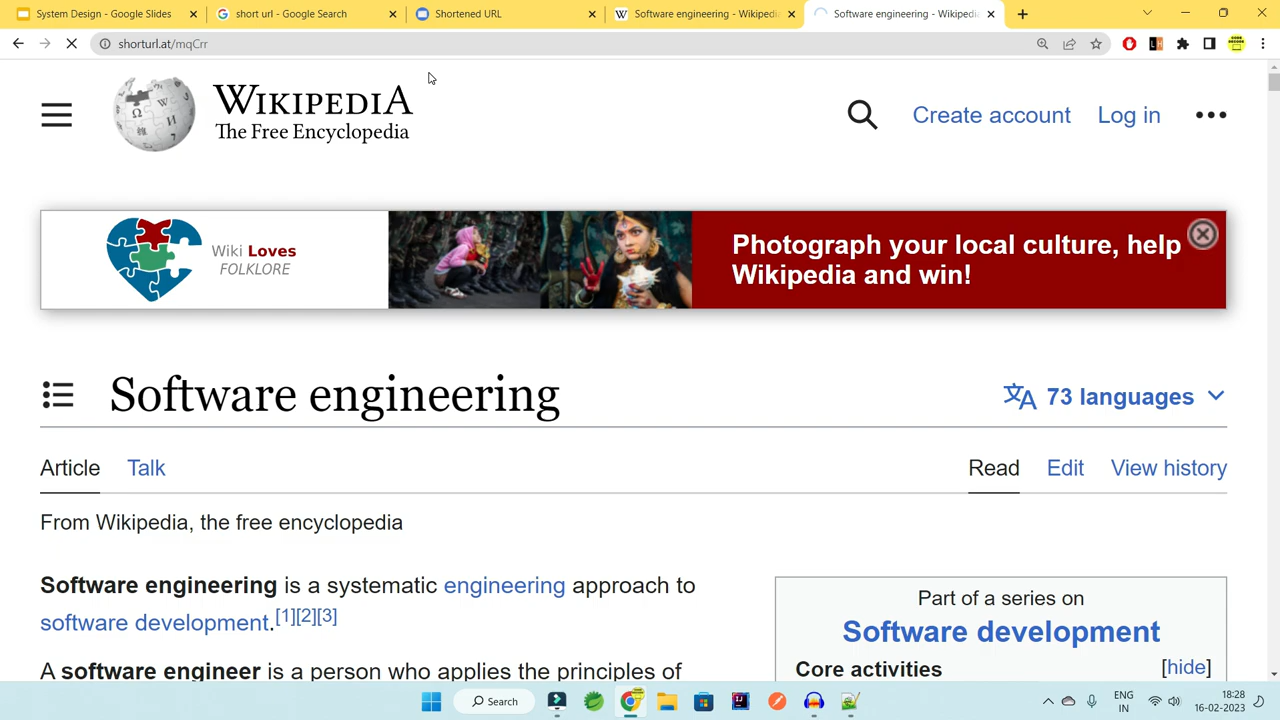 System Design - Google Slides
short url - Google Search
Shortened URL
Software engineering - Wikipedi
Software engineering - Wikipedi
shorturl.at/mqCrr
WIKIPEDIA
The Free Encyclopedia
Create account
Log in
Wiki Loves
FOLKLORE
Photograph your local culture, help
Wikipedia and win!
Software engineering
73 languages
Article
Talk
Read
Edit
View history
From Wikipedia, the free encyclopedia
Software engineering is a systematic engineering approach to
software development.[1][2][3]
A software engineer is a person who applies the principles of
Part of a series on
Software development
Core activities
[hide]
Search
ENG
IN
18:28
16-02-2023